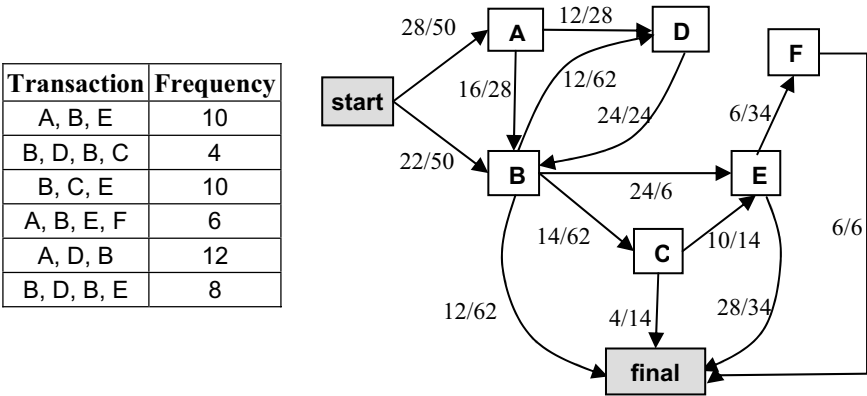 Transaction Frequency
A, B, E 10
B, D, B, C 4
B, C, E 10
A, B, E, F 6
A, D, B 12
B, D, B, E 8
28/50
12/28
A
D
F
start
16/28
12/62
24/24
6/34
22/50
B
E
24/6
14/62
C
10/14
6/6
12/62
4/14
28/34
final